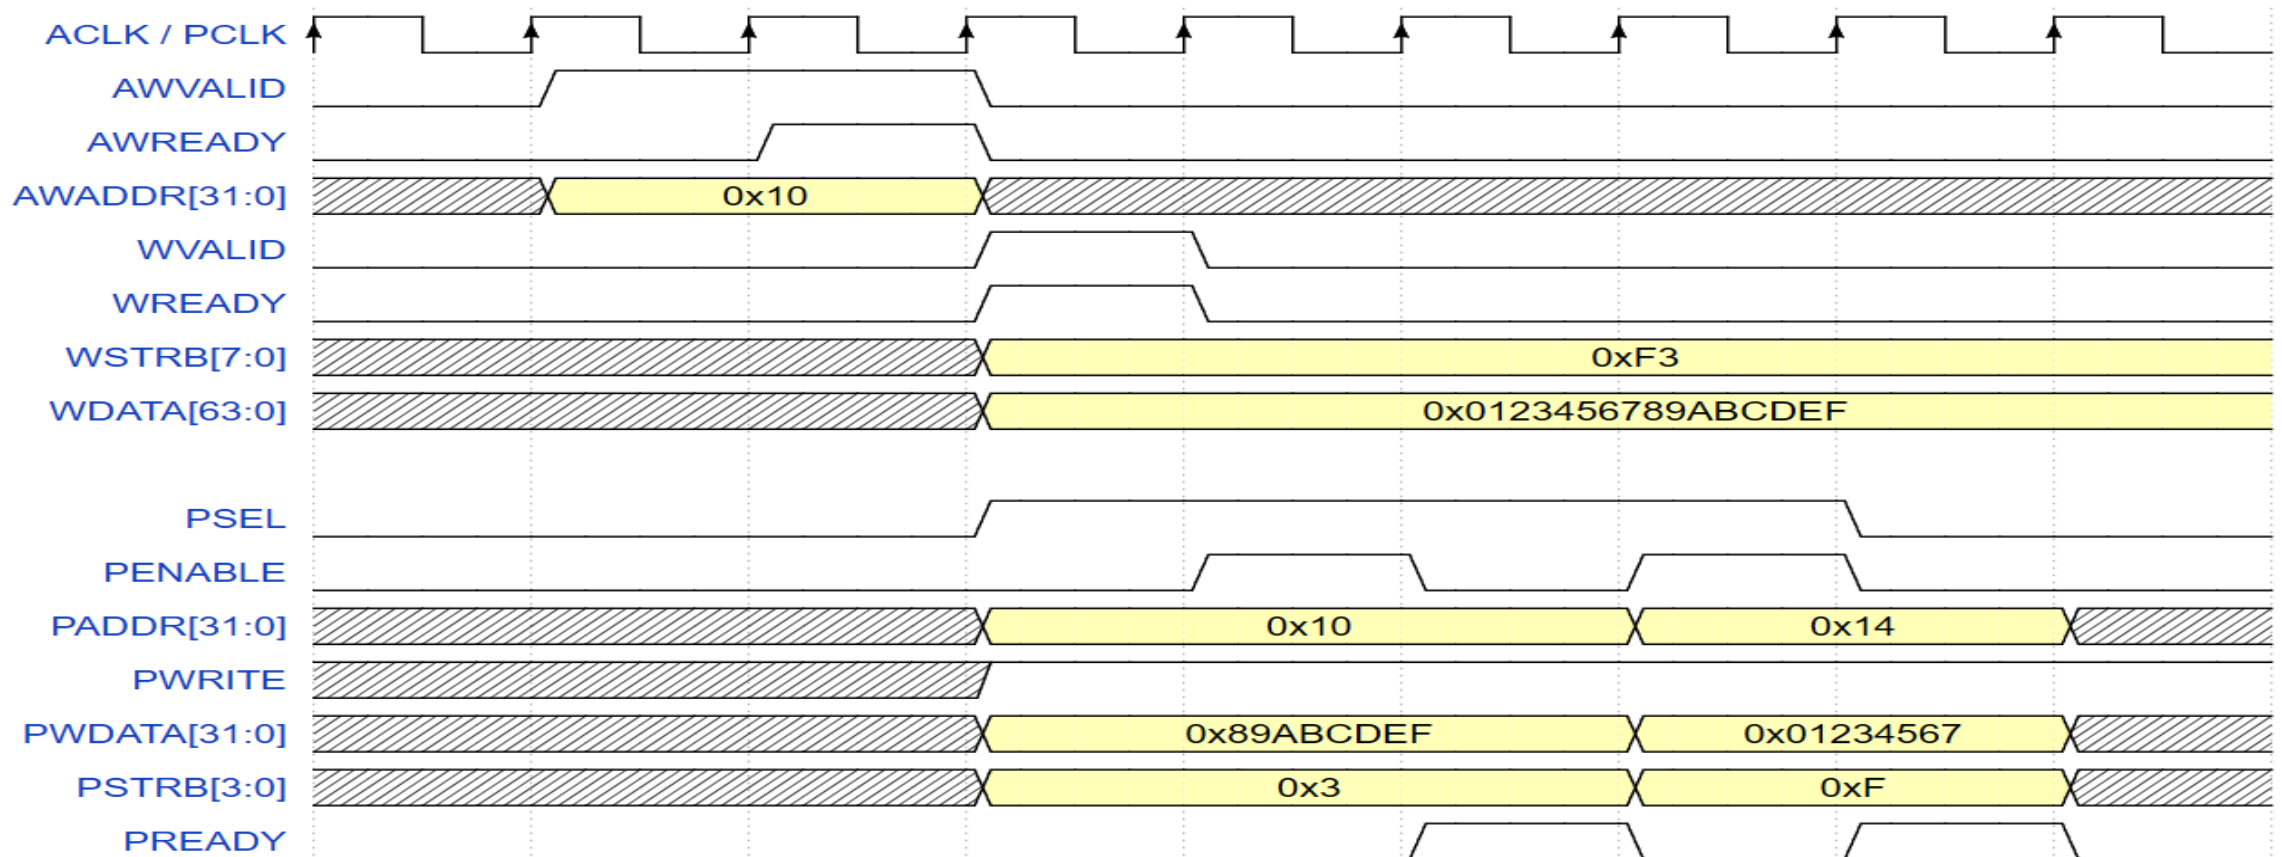 ACLK / PCLK
AWVALID
AWREADY
AWADDR[31:0] 0x10
WVALID
WREADY
WSTRB[7:0] 0xF3
WDATA[63:0] 0x0123456789ABCDEF
PSEL
PENABLE
PADDR[31:0] 0x10 0x14
PWRITE
PWDATA[31:0] 0x89ABCDEF 0x01234567
PSTRB[3:0] 0x3 0xF
PREADY